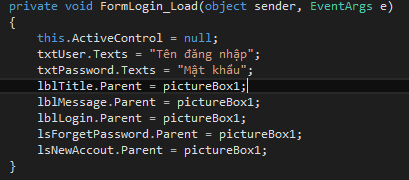 private void FormLogin_Load(object sender, EventArgs e)
{
this.ActiveControl = null;
txtUser.Texts = "Tên đăng nhập";
txtPassword.Texts = "Mật khẩu";
lblTitle.Parent = pictureBox1;
lblMessage.Parent = pictureBox1;
lblLogin.Parent = pictureBox1;
lsForgetPassword.Parent = pictureBox1;
lsNewAccout.Parent = pictureBox1;
}